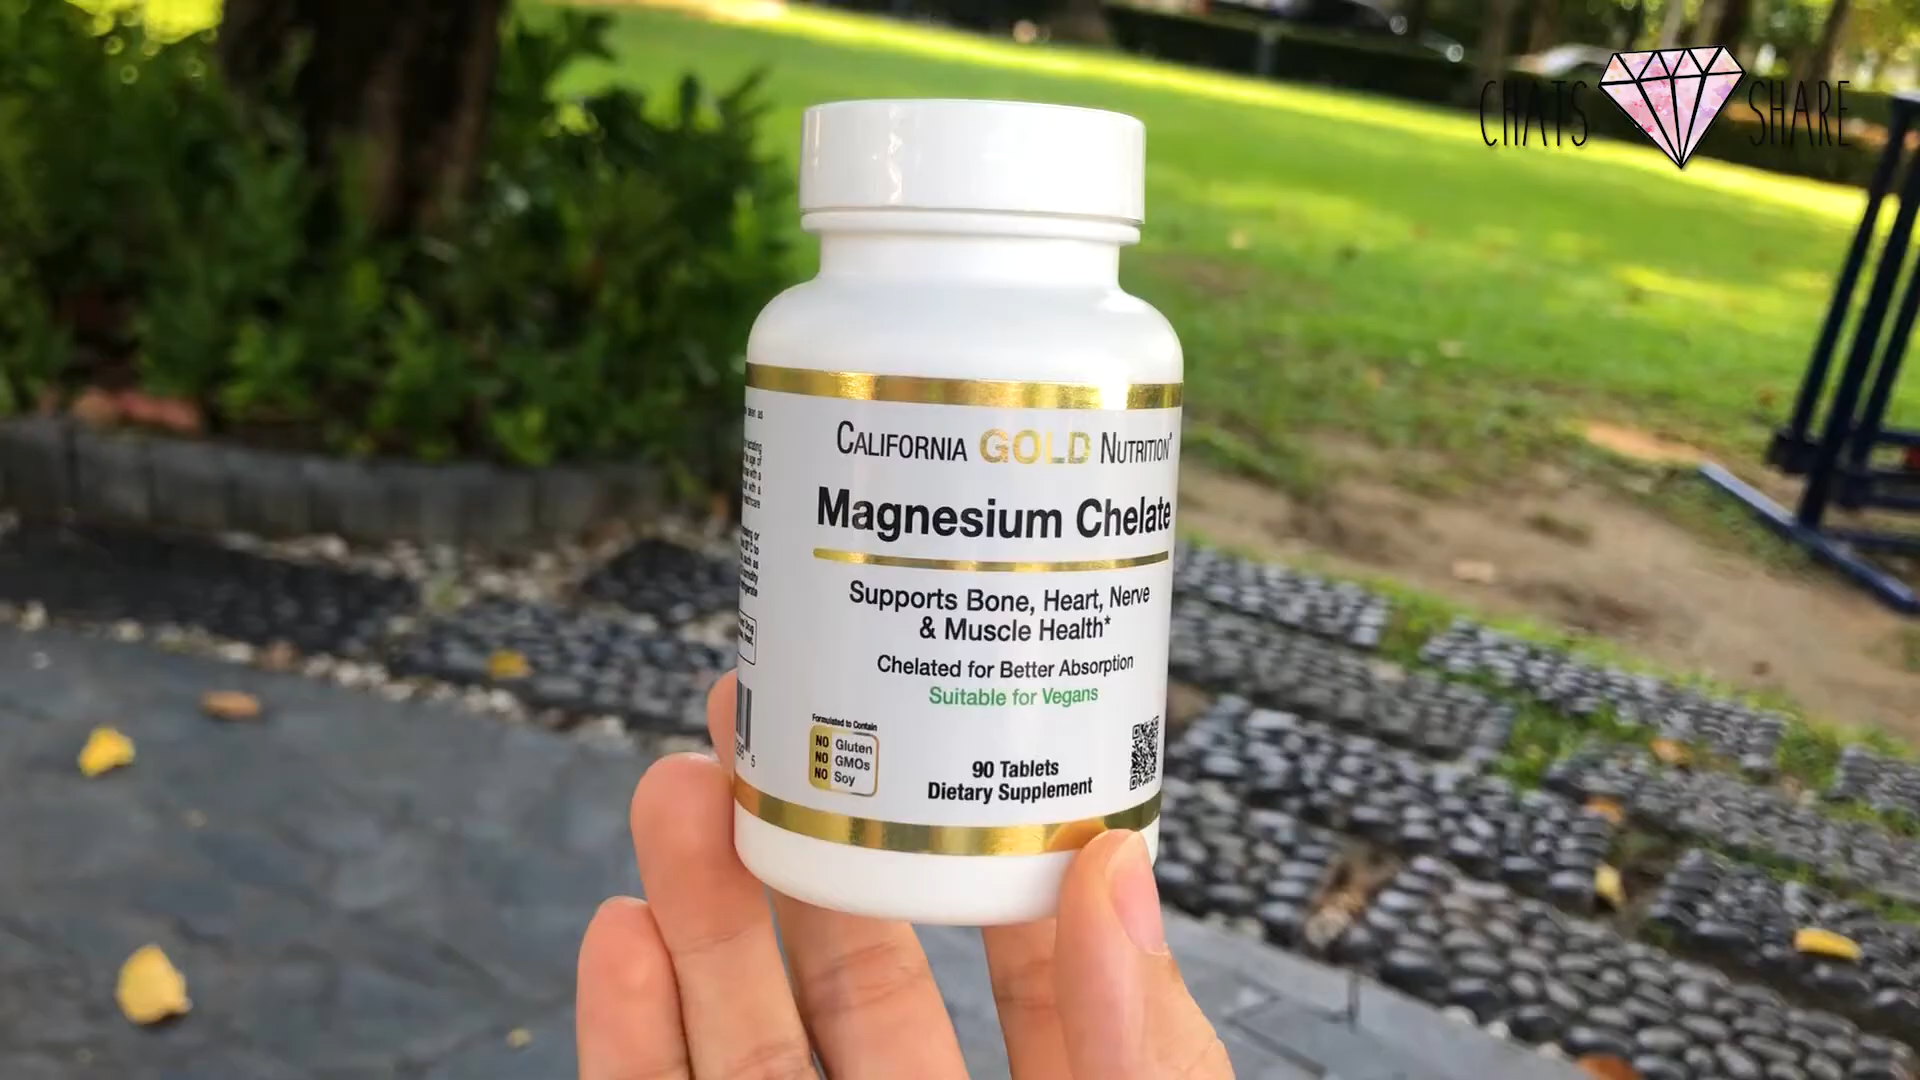 CHATS SHARE
CALIFORNIA GOLD NUTRITION
Magnesium Chelate
Supports Bone, Heart, Nerve
& Muscle Health*
Chelated for Better Absorption
Suitable for Vegans
Formulated to Contain
NO Gluten
NO GMOs
NO Soy
90 Tablets
Dietary Supplement